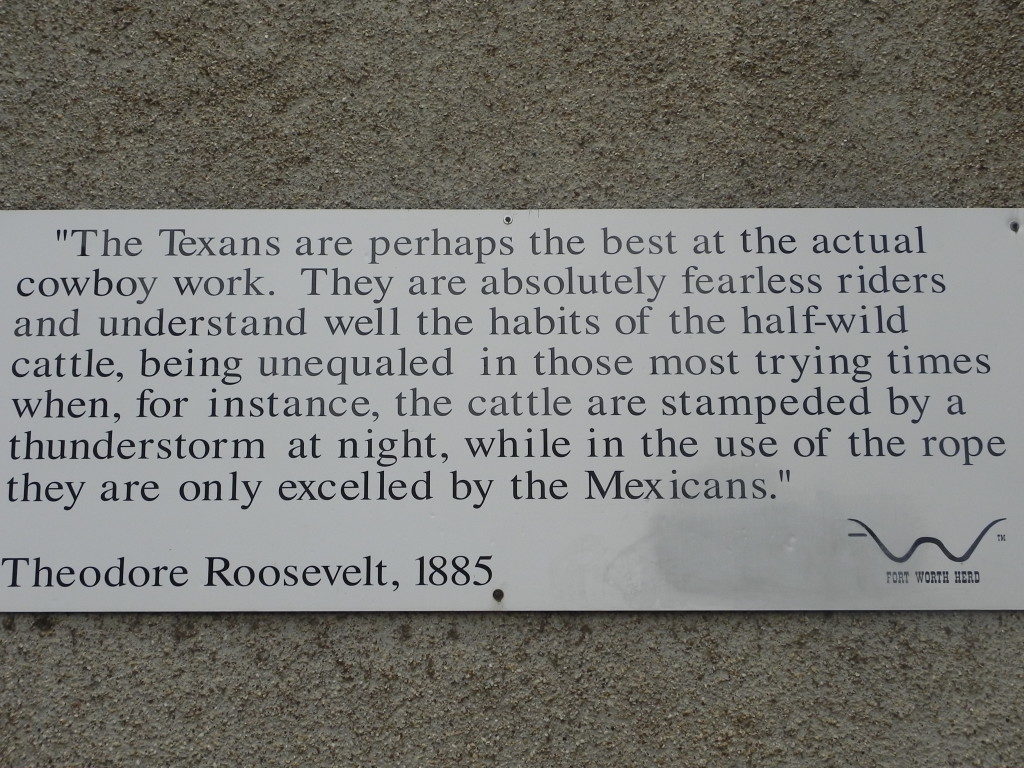 "The Texans are perhaps the best at the actual
cowboy work. They are absolutely fearless riders
and understand well the habits of the half-wild
cattle, being unequaled in those most trying times
when, for instance, the cattle are stampeded by a
thunderstorm at night, while in the use of the rope
they are only excelled by the Mexicans."
Theodore Roosevelt, 1885
TM
FORT WORTH HERD